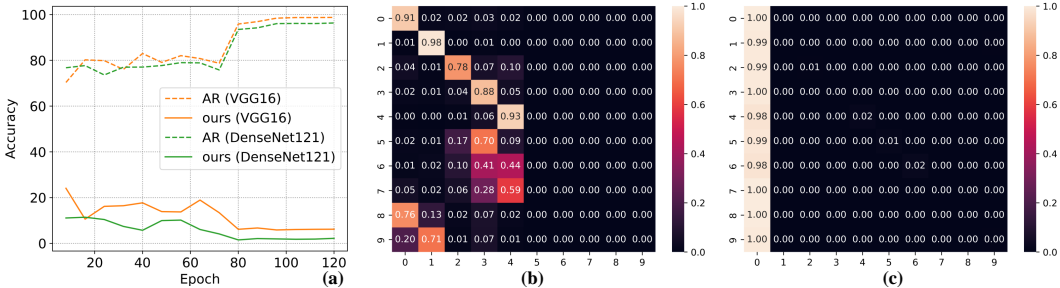 100
80
60
40
20
0
Accuracy
AR (VGG16)
ours (VGG16)
AR (DenseNet121)
ours (DenseNet121)
20 40 60 80 100 120
Epoch
(a)
0 0.91 0.02 0.02 0.03 0.02 0.00 0.00 0.00 0.00 0.00
1 0.01 0.98 0.00 0.01 0.00 0.00 0.00 0.00 0.00 0.00
2 0.04 0.01 0.78 0.07 0.10 0.00 0.00 0.00 0.00 0.00
3 0.02 0.01 0.04 0.88 0.05 0.00 0.00 0.00 0.00 0.00
4 0.00 0.00 0.01 0.06 0.93 0.00 0.00 0.00 0.00 0.00
5 0.02 0.01 0.17 0.70 0.09 0.00 0.00 0.00 0.00 0.00
6 0.01 0.02 0.10 0.41 0.44 0.00 0.00 0.00 0.00 0.00
7 0.05 0.02 0.06 0.28 0.59 0.00 0.00 0.00 0.00 0.00
8 0.76 0.13 0.02 0.07 0.02 0.00 0.00 0.00 0.00 0.00
9 0.20 0.71 0.01 0.07 0.01 0.00 0.00 0.00 0.00 0.00
0 1 2 3 4 5 6 7 8 9
(b)
1.0
0.8
0.6
0.4
0.2
0.0
0 1.00 0.00 0.00 0.00 0.00 0.00 0.00 0.00 0.00 0.00
1 0.99 0.00 0.00 0.00 0.00 0.00 0.00 0.00 0.00 0.00
2 0.99 0.00 0.01 0.00 0.00 0.00 0.00 0.00 0.00 0.00
3 1.00 0.00 0.00 0.00 0.00 0.00 0.00 0.00 0.00 0.00
4 0.98 0.00 0.00 0.00 0.02 0.00 0.00 0.00 0.00 0.00
5 0.99 0.00 0.00 0.00 0.00 0.01 0.00 0.00 0.00 0.00
6 0.98 0.00 0.00 0.00 0.00 0.00 0.02 0.00 0.00 0.00
7 1.00 0.00 0.00 0.00 0.00 0.00 0.00 0.00 0.00 0.00
8 1.00 0.00 0.00 0.00 0.00 0.00 0.00 0.00 0.00 0.00
9 1.00 0.00 0.00 0.00 0.00 0.00 0.00 0.00 0.00 0.00
0 1 2 3 4 5 6 7 8 9
(c)
1.0
0.8
0.6
0.4
0.2
0.0